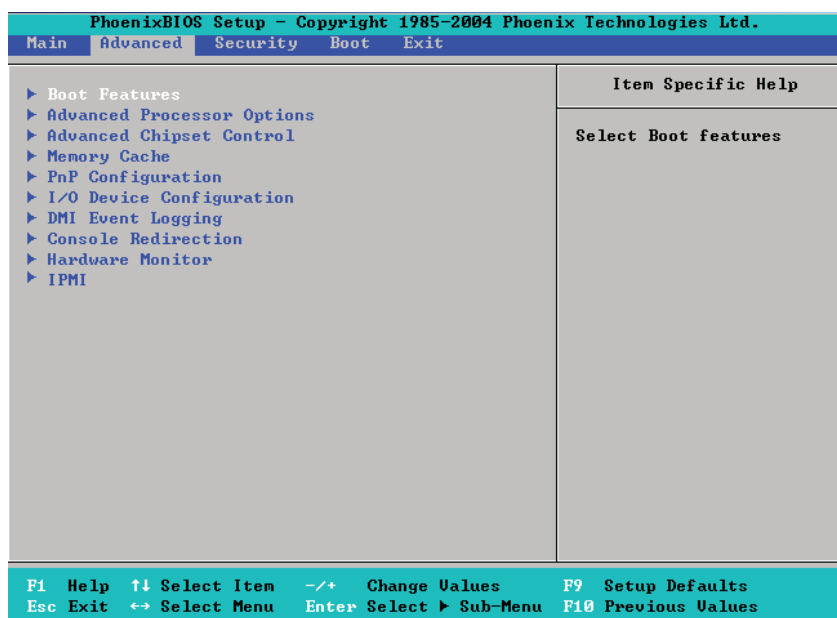 PhoenixBIOS Setup - Copyright 1985-2004 Phoenix Technologies Ltd.
Main Advanced Security Boot Exit
Item Specific Help
▶ Boot Features
▶ Advanced Processor Options
▶ Advanced Chipset Control
▶ Memory Cache
▶ PnP Configuration
▶ I/O Device Configuration
▶ DMI Event Logging
▶ Console Redirection
▶ Hardware Monitor
▶ IPMI
Select Boot features
F1 Help ↑↓ Select Item -/+ Change Values F9 Setup Defaults
Esc Exit ↔ Select Menu Enter Select ▶ Sub-Menu F10 Previous Values